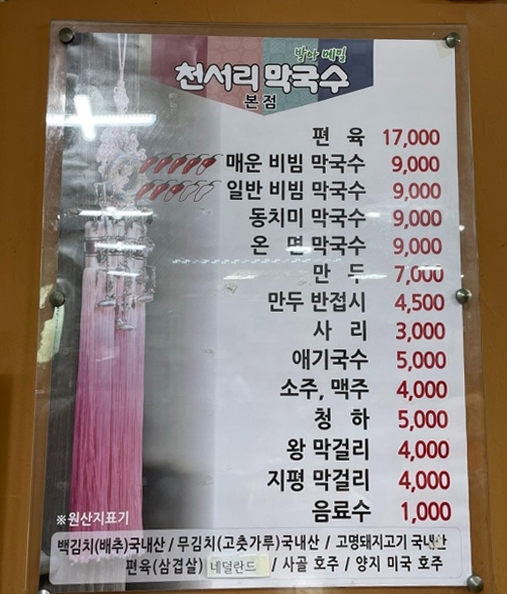 방아 메밀
천서리 막국수
본점
편 육 17,000
매운 비빔 막국수 9,000
일반 비빔 막국수 9,000
동치미 막국수 9,000
온 면 막국수 9,000
만 두 7,000
만두 반접시 4,500
사 리 3,000
애기국수 5,000
소주, 맥주 4,000
청 하 5,000
왕 막걸리 4,000
지평 막걸리 4,000
음료수 1,000
※원산지표기
백김치(배추)국내산 / 무김치(고춧가루)국내산 / 고명돼지고기 국내산
편육(삼겹살) 네덜란드 / 사골 호주 / 양지 미국 호주